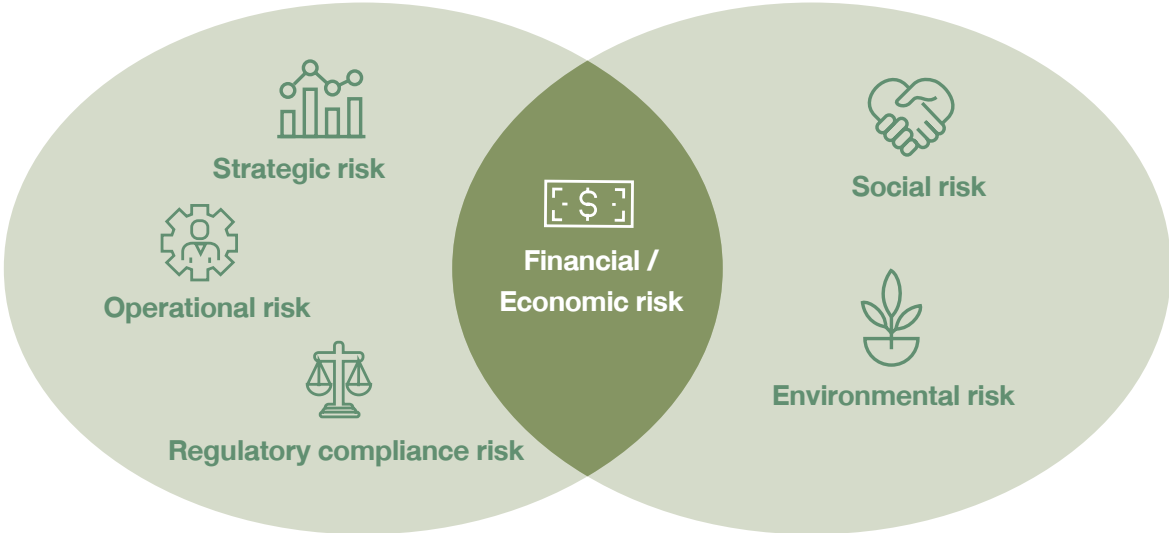 Strategic risk
Operational risk
Regulatory compliance risk
$
Financial /
Economic risk
Social risk
Environmental risk